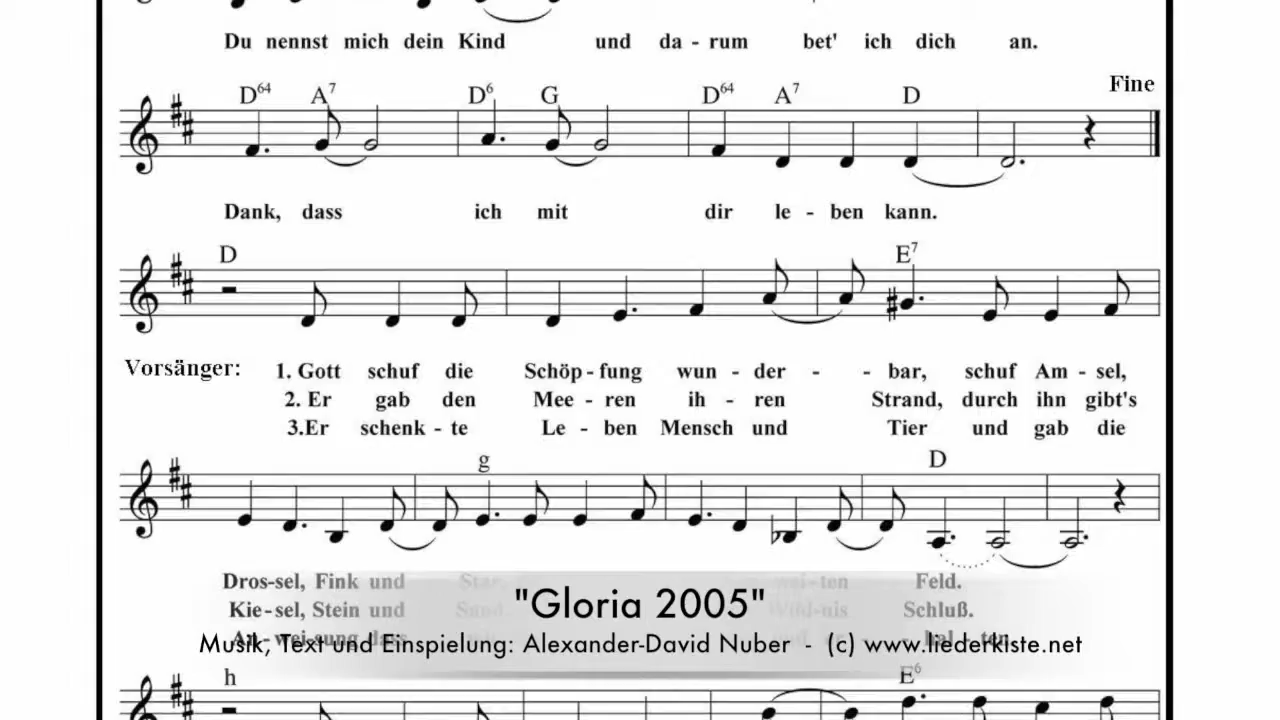 Du nennst mich dein Kind und da - rum bet' ich dich an.
Fine
D64 A7 D6 G D64 A7 D
Dank, dass ich mit dir le - ben kann.
D E7
Vorsänger: 1. Gott schuf die Schöp - fung wun - der - - bar, schuf Am - sel,
2. Er gab den Mee - ren ih - ren Strand, durch ihn gibt's
3.Er schenk - te Le - ben Mensch und Tier und gab die
g D
Dros-sel, Fink und Feld.
Kie-sel, Stein und Schluß.
"Gloria 2005"
Musik, Text und Einspielung: Alexander-David Nuber - (c) www.liederkiste.net
h E6